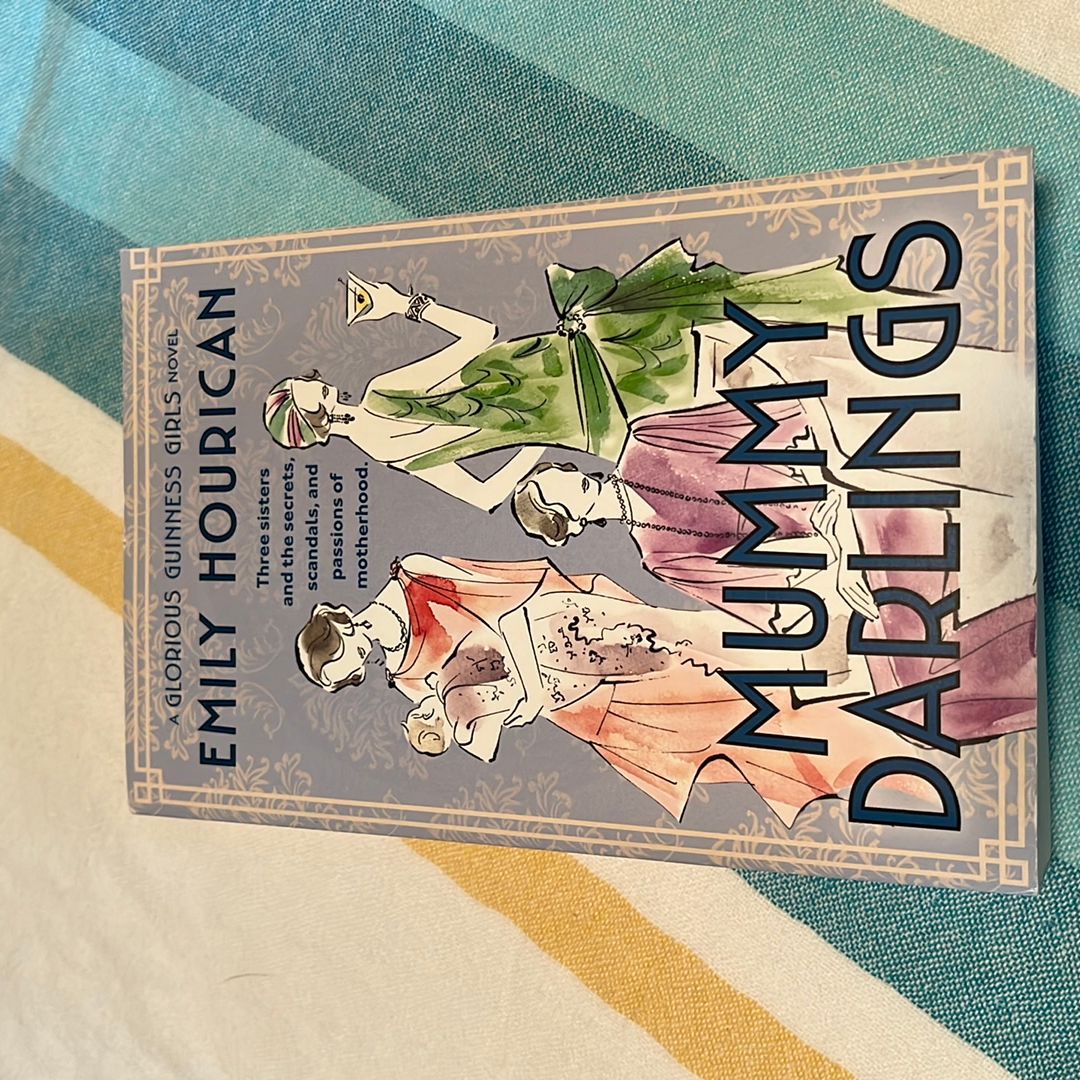 A GLORIOUS GUINNESS GIRLS NOVEL
EMILY HOURICAN
Three sisters
and the secrets,
scandals, and
passions of
motherhood.
MUMMY
DARLINGS